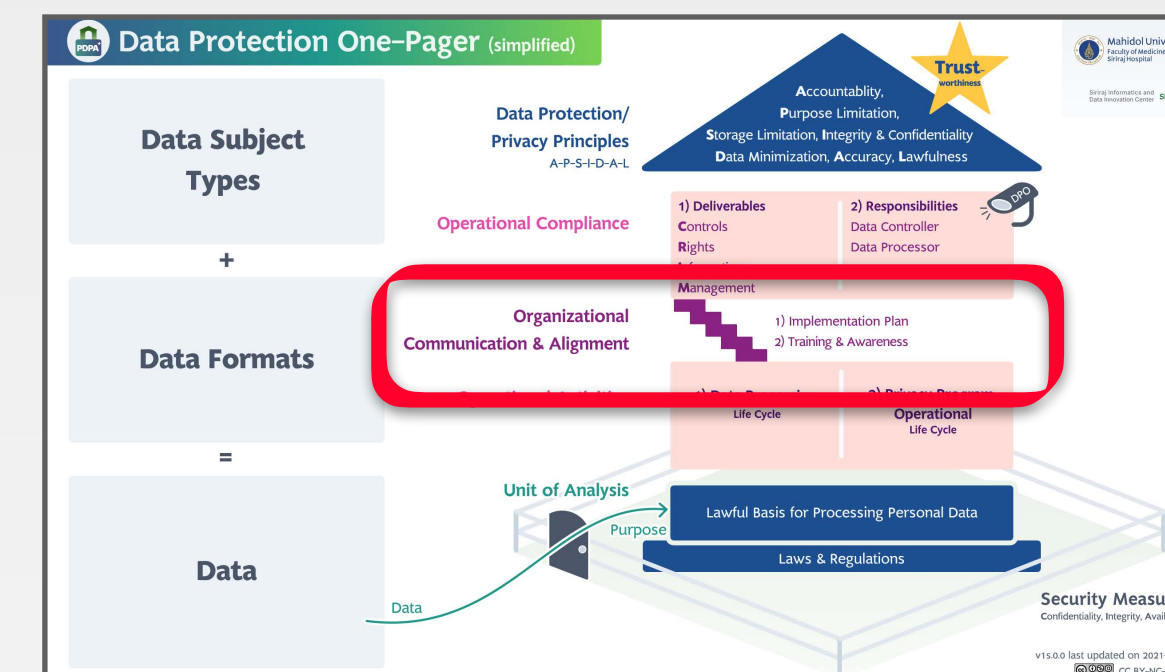 PDPA
Data Protection One-Pager (simplified)
Mahidol Univ
Faculty of Medicine
Siriraj Hospital
Siriraj Informatics and
Data Innovation Center
Data Subject
Types
+
Data Formats
=
Data
Data Protection/
Privacy Principles
A-P-S-I-D-A-L
Trust-
worthiness
Accountablity,
Purpose Limitation,
Storage Limitation, Integrity & Confidentiality
Data Minimization, Accuracy, Lawfulness
Operational Compliance
1) Deliverables
Controls
Rights
Management
2) Responsibilities
Data Controller
Data Processor
DPO
Organizational
Communication & Alignment
1) Implementation Plan
2) Training & Awareness
Life Cycle
2) Privacy Program
Operational
Life Cycle
Unit of Analysis
Purpose
Data
Lawful Basis for Processing Personal Data
Laws & Regulations
Security Measu
Confidentiality, Integrity, Avail
v1s.0.0 last updated on 2021-
CC BY-NC-